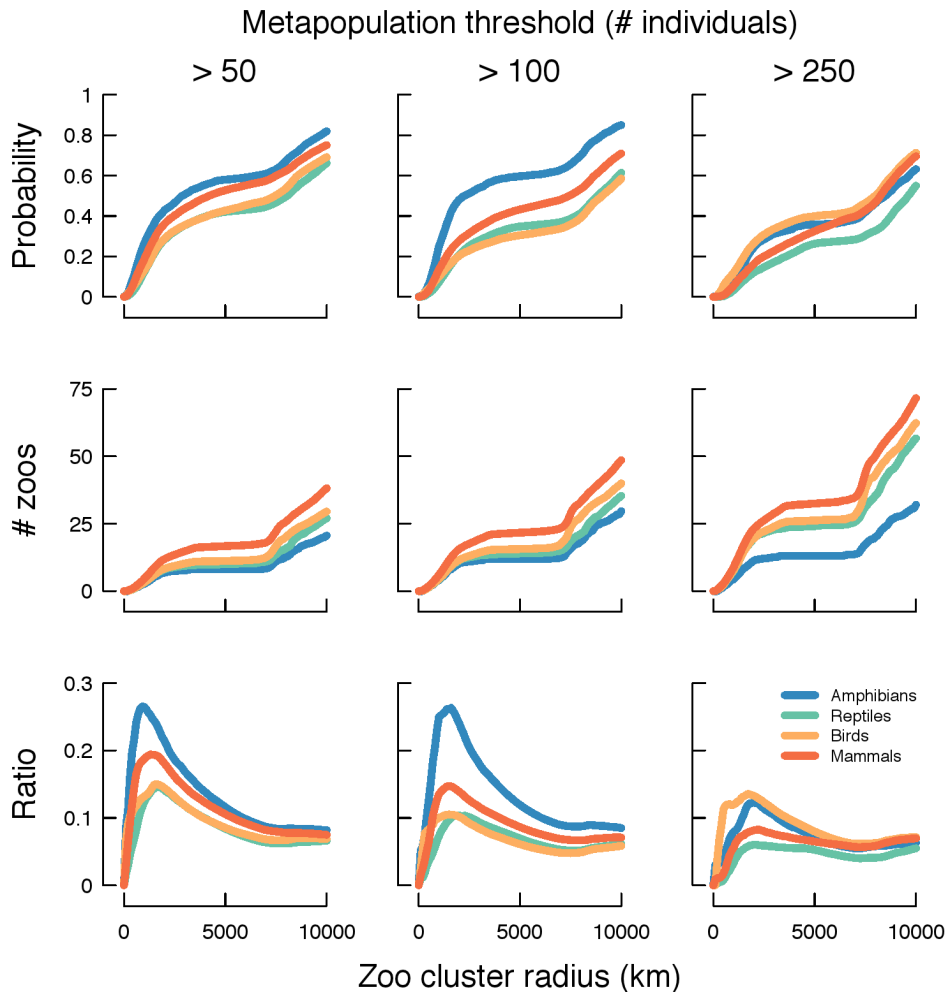 Metapopulation threshold (# individuals)
> 50 > 100 > 250
Probability
1
0.8
0.6
0.4
0.2
0
# zoos
75
50
25
0
Ratio
0.3
0.2
0.1
0
Amphibians
Reptiles
Birds
Mammals
0 5000 10000 0 5000 10000 0 5000 10000
Zoo cluster radius (km)